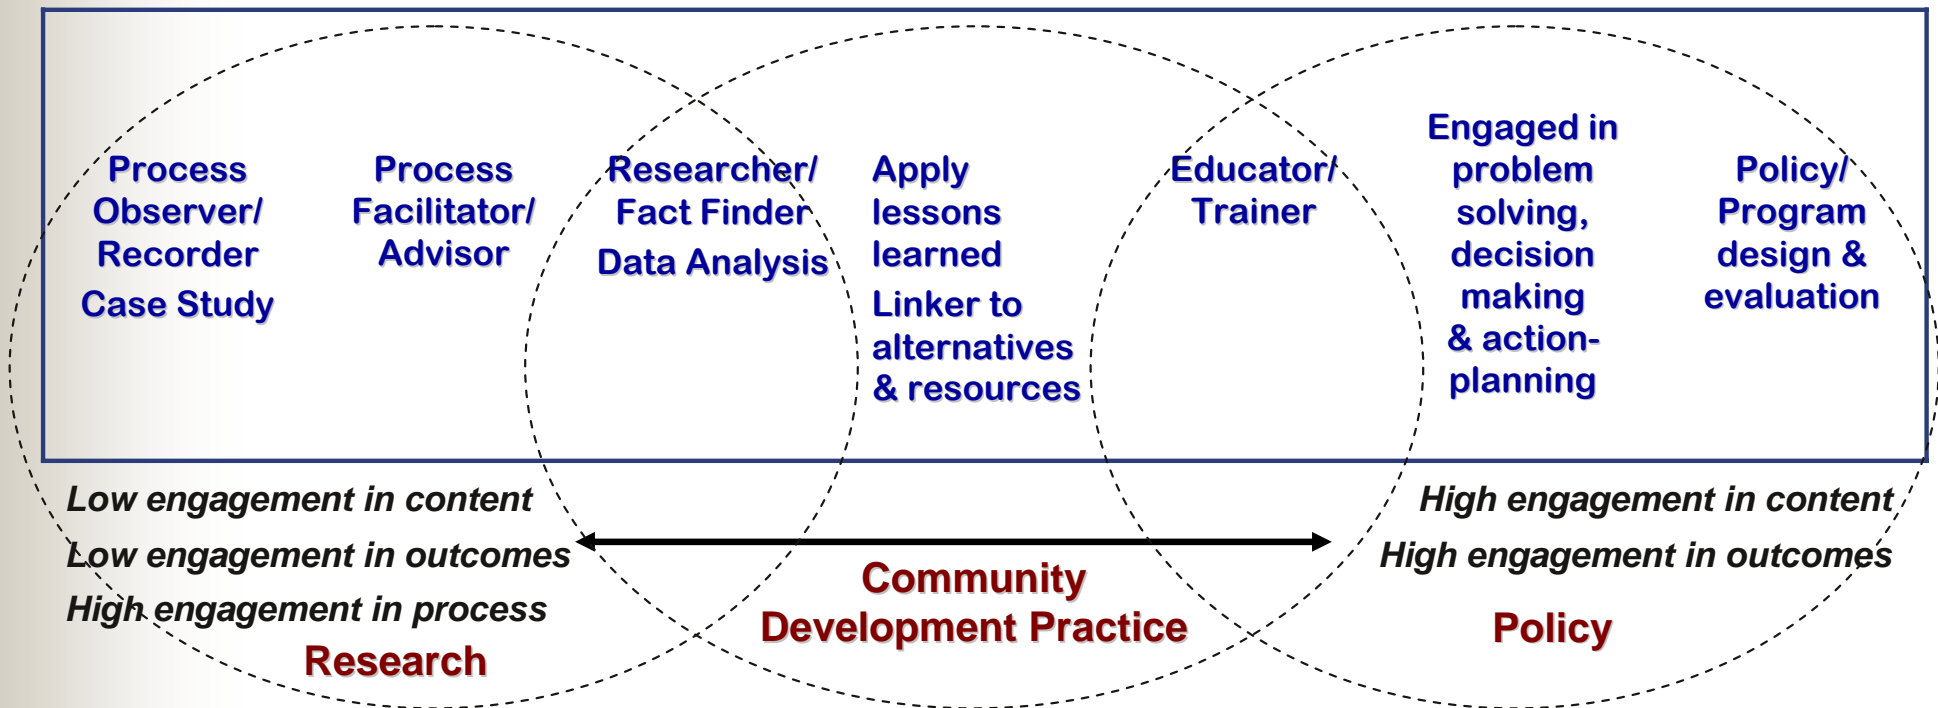 Process
Observer/
Recorder
Case Study
Process
Facilitator/
Advisor
Researcher/
Fact Finder
Data Analysis
Apply
lessons
learned
Linker to
alternatives
& resources
Educator/
Trainer
Engaged in
problem
solving,
decision
making
& action-
planning
Policy/
Program
design &
evaluation
Low engagement in content
Low engagement in outcomes
High engagement in process
Research
Community
Development Practice
High engagement in content
High engagement in outcomes
Policy